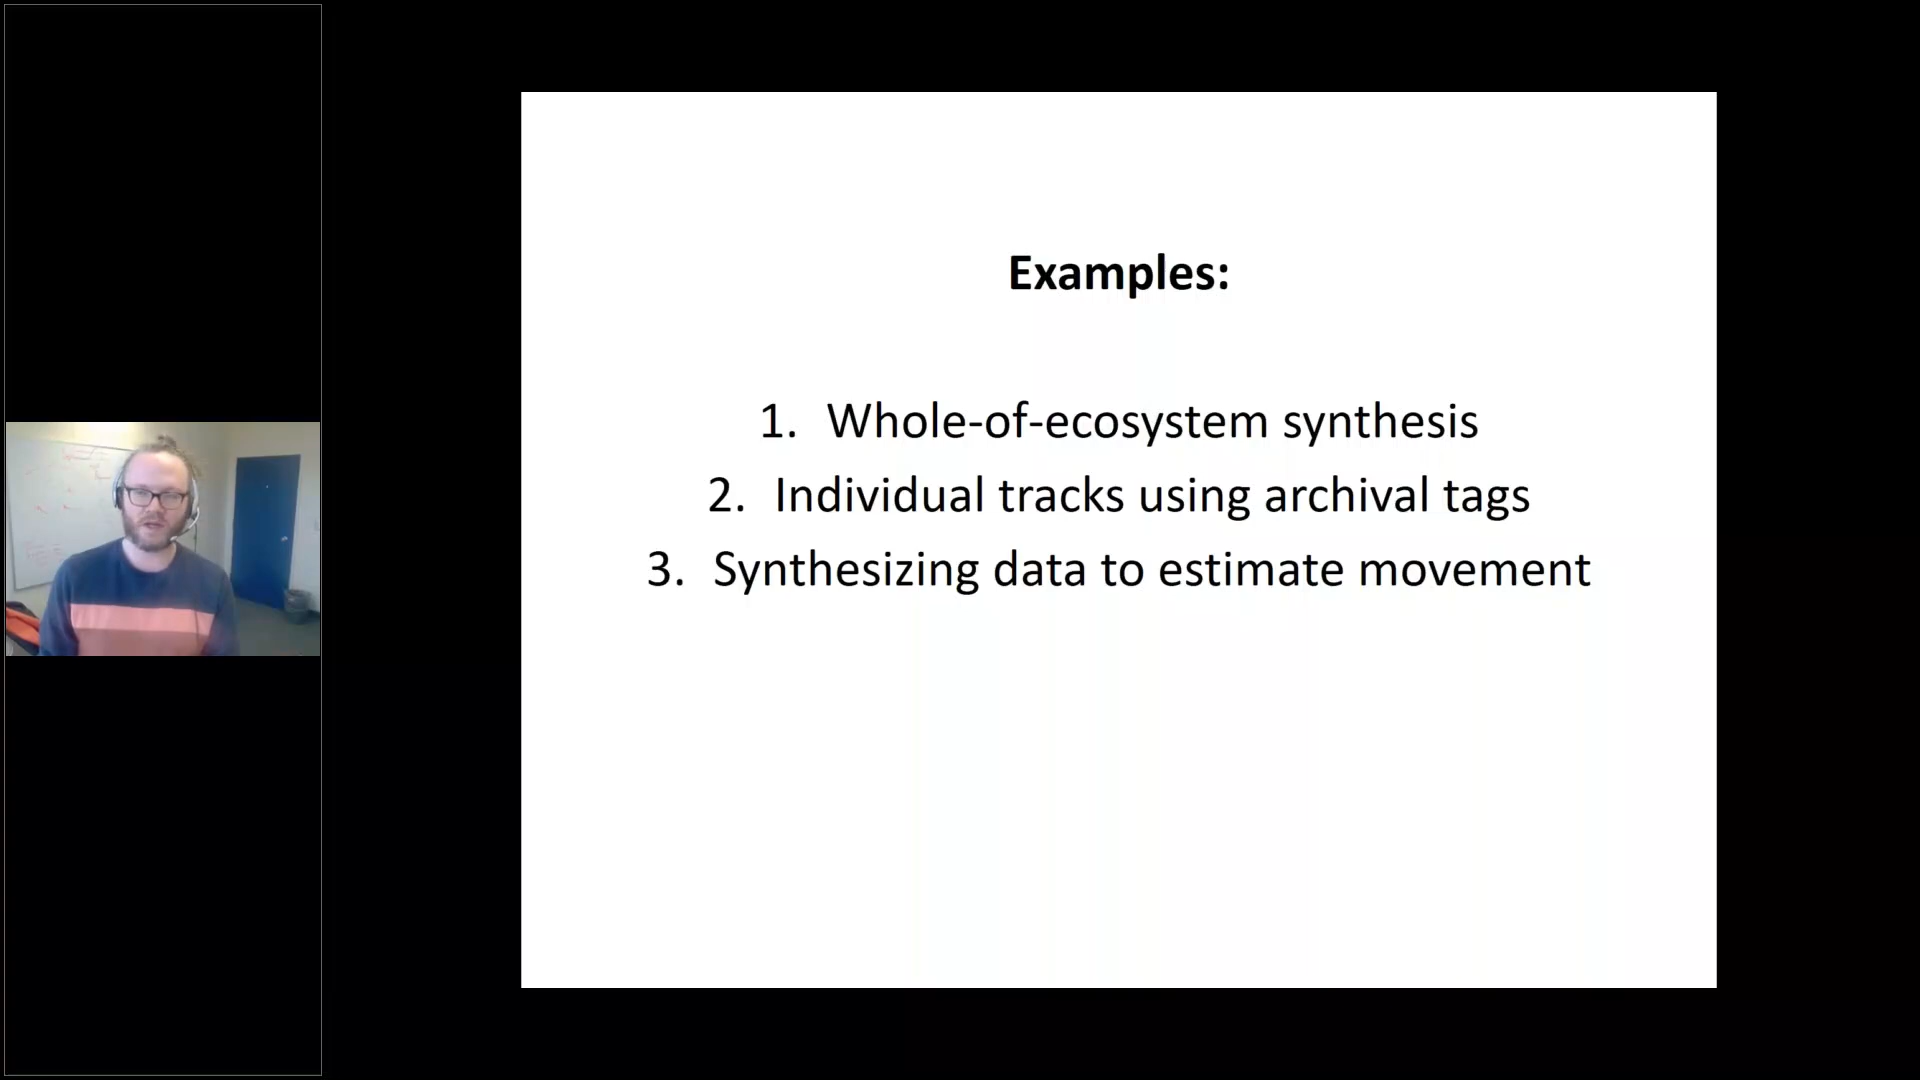 Examples:
1. Whole-of-ecosystem synthesis
2. Individual tracks using archival tags
3. Synthesizing data to estimate movement